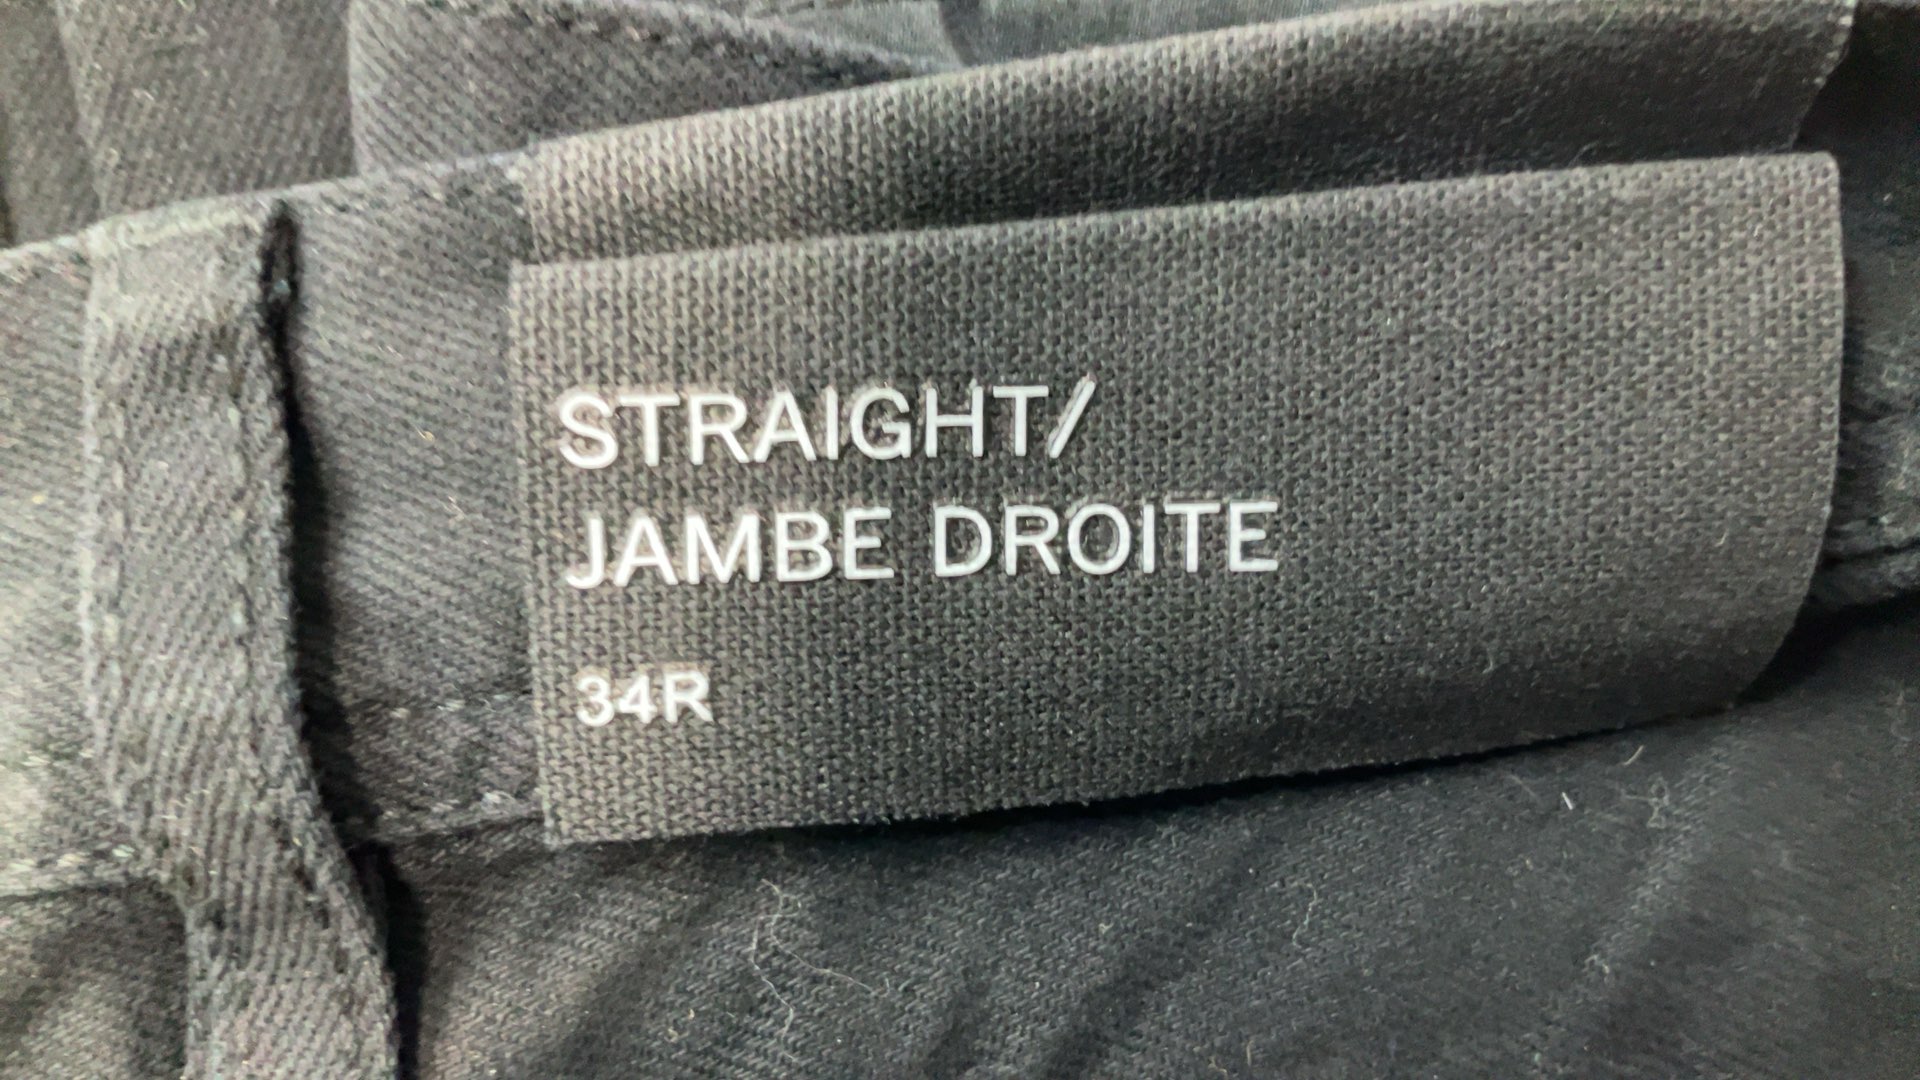 STRAIGHT/
JAMBE DROITE
34R